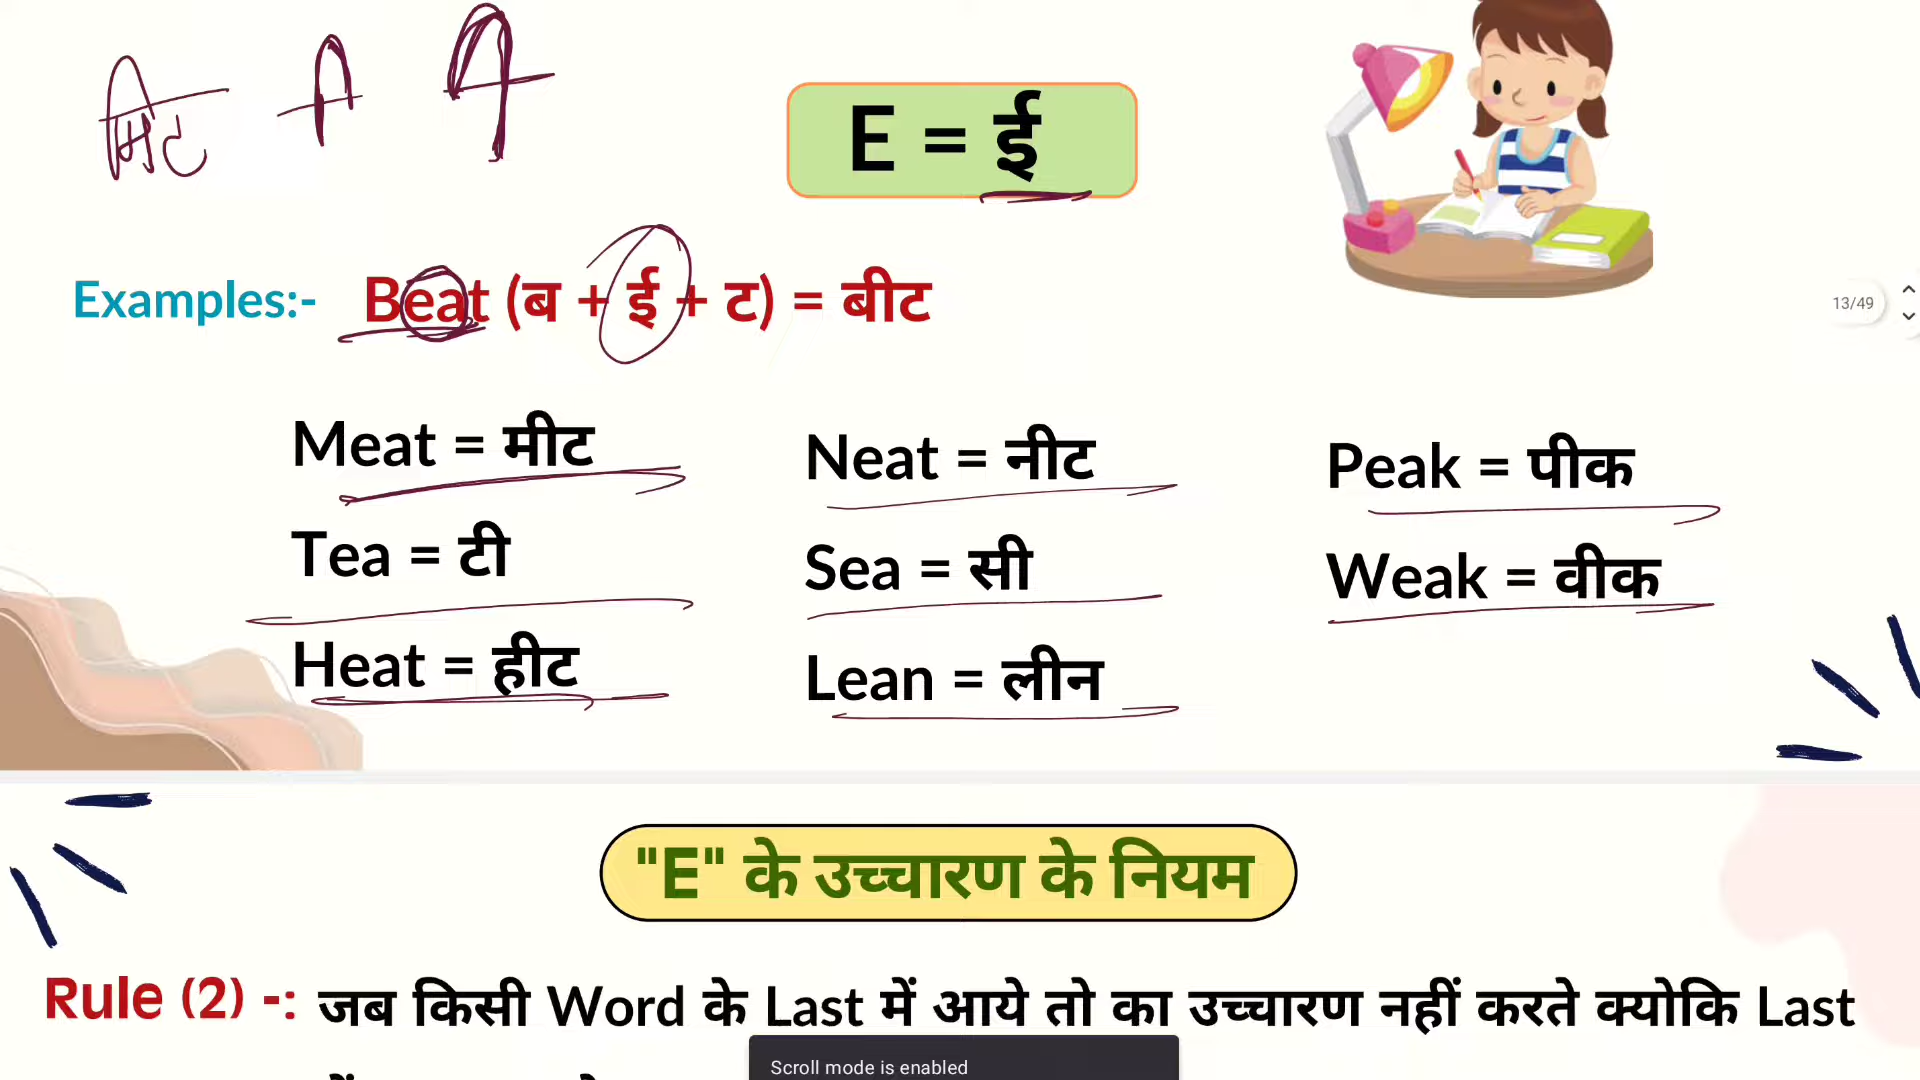 मिट
E = ई
Examples:- Beat (ब + ई + ट) = बीट
13/49
Meat = मीट Neat = नीट Peak = पीक
Tea = टी Sea = सी Weak = वीक
Heat = हीट Lean = लीन
"E" के उच्चारण के नियम
Rule (2) -: जब किसी Word के Last में आये तो का उच्चारण नहीं करते क्योकि Last
Scroll mode is enabled